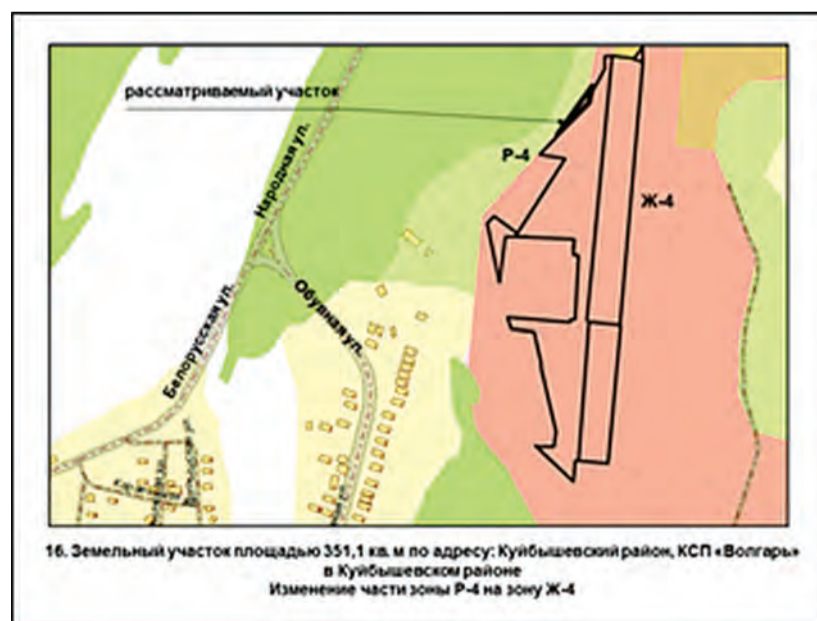 рассматриваемый участок
Народная ул.
Р-4
Ж-4
Белорусская ул.
Обувная ул.
16. Земельный участок площадью 351,1 кв. м по адресу: Куйбышевский район, КСП «Волгарь»
в Куйбышевском районе
Изменение части зоны Р-4 на зону Ж-4